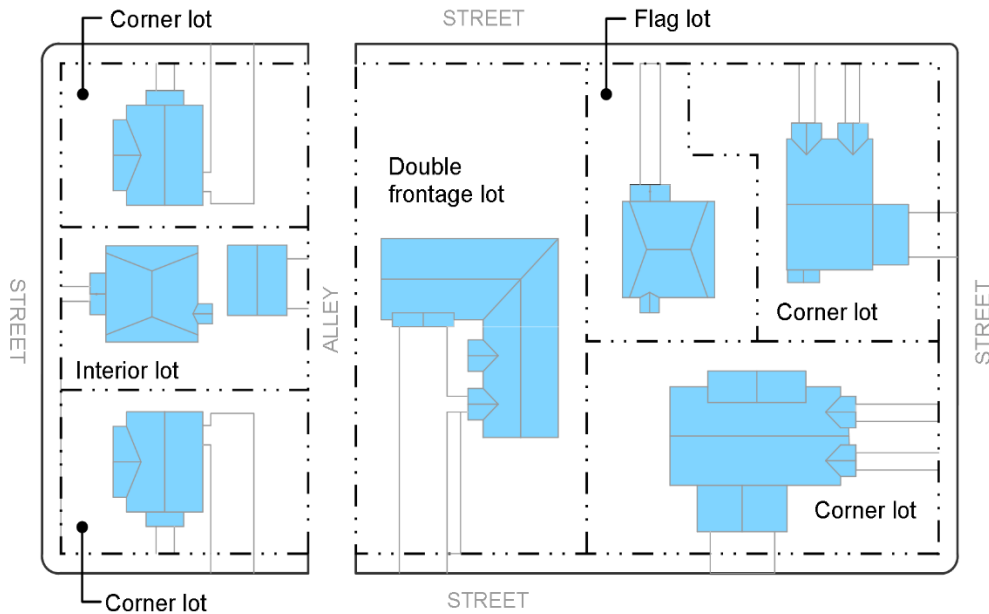 Corner lot
STREET
Flag lot
Double
frontage lot
STREET
ALLEY
Corner lot
STREET
Interior lot
Corner lot
Corner lot
STREET